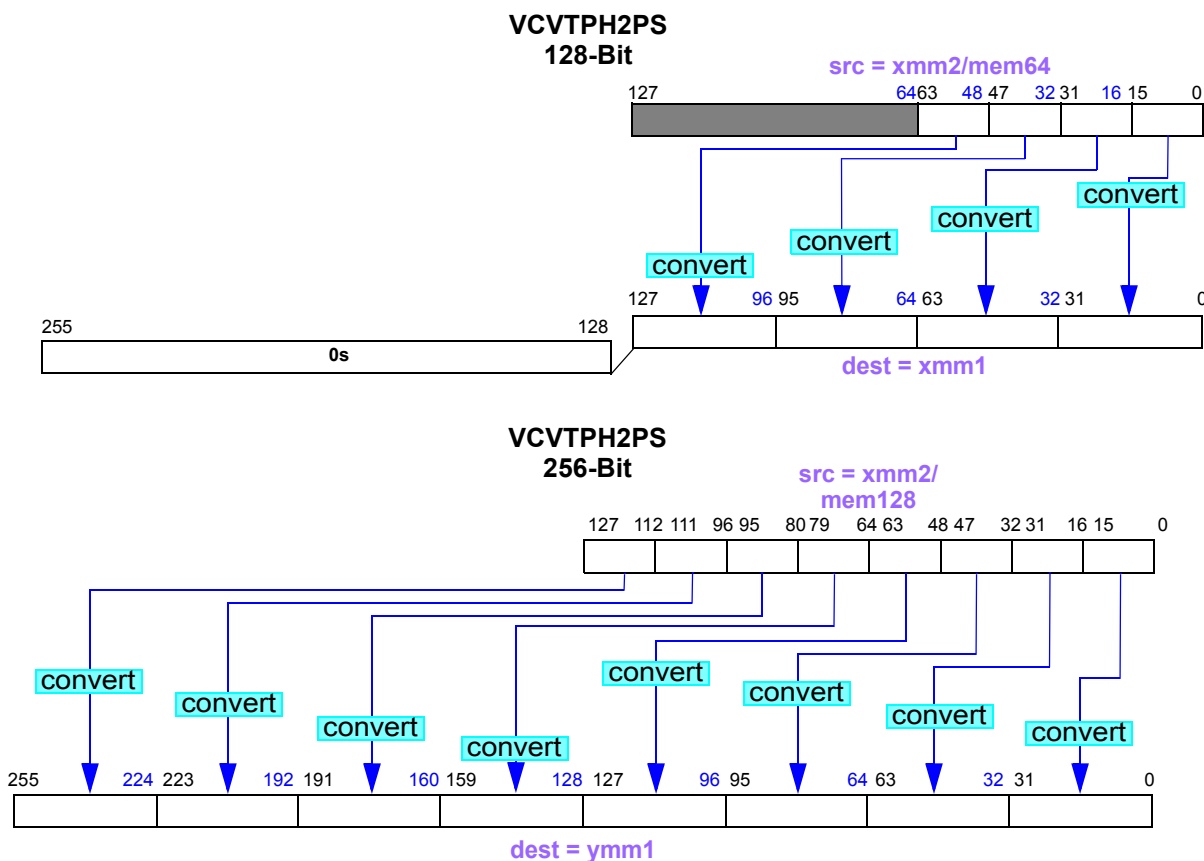 VCVTPH2PS
128-Bit
src = xmm2/mem64
127 64 63 48 47 32 31 16 15 0
convert
convert
convert
convert
127 96 95 64 63 32 31 0
255 128
0s
dest = xmm1
VCVTPH2PS
256-Bit
src = xmm2/
mem128
127 112 111 96 95 80 79 64 63 48 47 32 31 16 15 0
convert convert convert convert convert convert convert convert
255 224 223 192 191 160 159 128 127 96 95 64 63 32 31 0
dest = ymm1